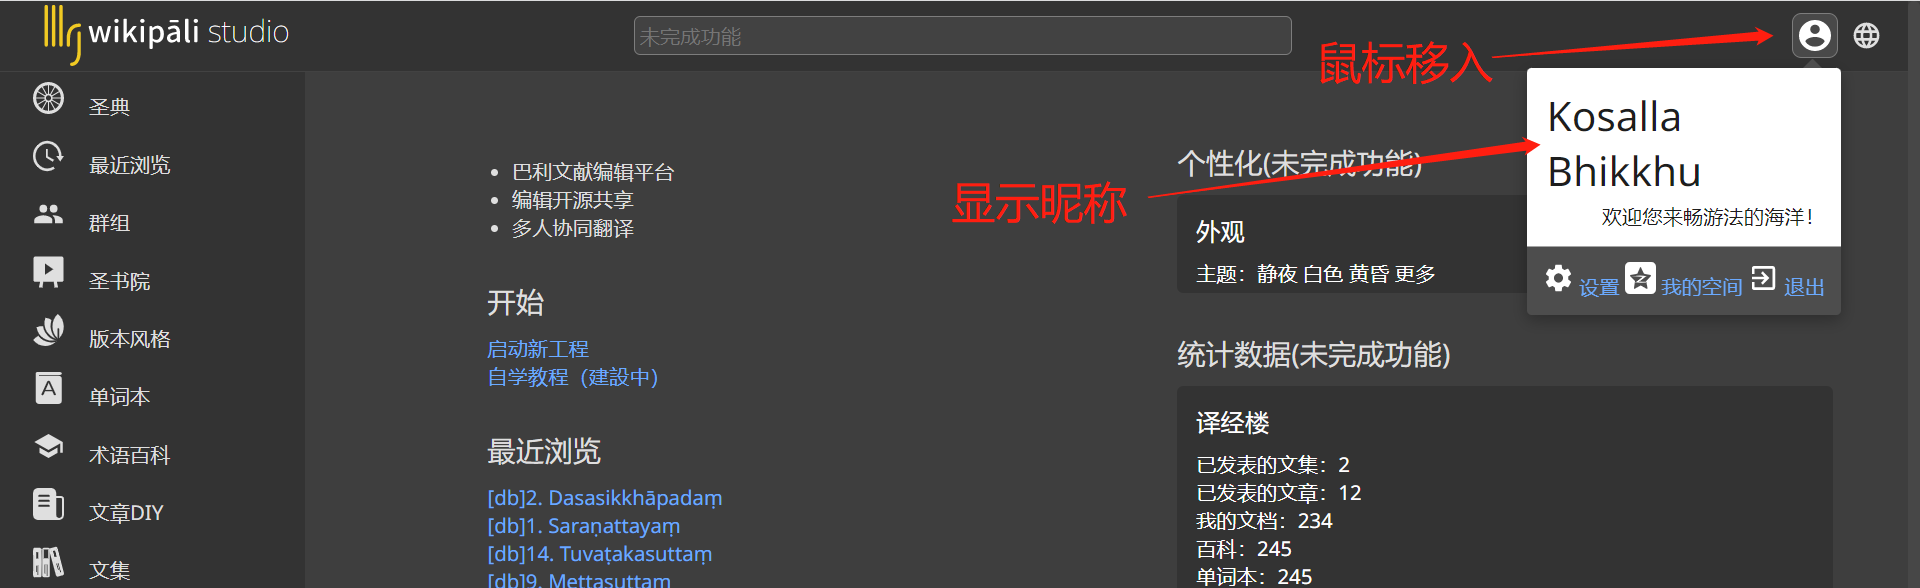 wikipāli studio
未完成功能
鼠标移入
圣典
最近浏览
群组
圣书院
版本风格
单词本
术语百科
文章DIY
文集
巴利文献编辑平台
编辑开源共享
多人协同翻译
开始
启动新工程
自学教程（建設中）
最近浏览
[db]2. Dasasikkhāpadaṃ
[db]1. Saraṇattayaṃ
[db]14. Tuvaṭakasuttaṃ
[db]9. Mettasuttaṃ
显示昵称
个性化(未完成功能)
外观
主题：静夜 白色 黄昏 更多
统计数据(未完成功能)
译经楼
已发表的文集：2
已发表的文章：12
我的文档：234
百科：245
单词本：245
Kosalla
Bhikkhu
欢迎您来畅游法的海洋！
设置 我的空间 退出